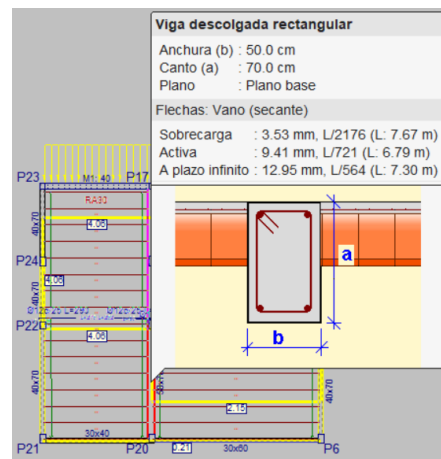 Viga descolgada rectangular
Anchura (b) : 50.0 cm
Canto (a) : 70.0 cm
Plano : Plano base
Flechas: Vano (secante)
Sobrecarga : 3.53 mm, L/2176 (L: 7.67 m)
Activa : 9.41 mm, L/721 (L: 6.79 m)
A plazo infinito : 12.95 mm, L/564 (L: 7.30 m)
a
b
P23
M1: 40
P17
RA30
4.06
40x70
P24
4.06
40x70
P22
4.06
40x70
2.15
40x70
30x40
P21
P20
0.21
30x60
P6